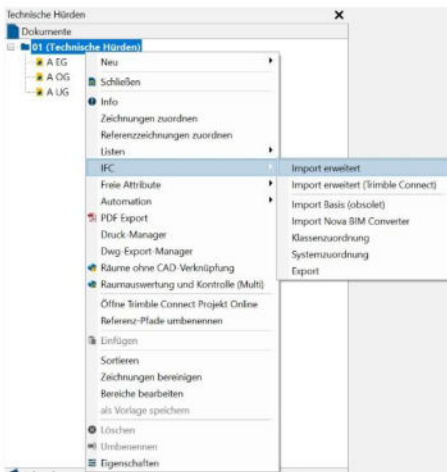 Technische Hürden
Dokumente
01 (Technische Hürden)
A EG
A OG
A UG
Neu
Schließen
Info
Zeichnungen zuordnen
Referenzzeichnungen zuordnen
Listen
IFC
Freie Attribute
Automation
PDF Export
Druck-Manager
Dwg-Export-Manager
Räume ohne CAD-Verknüpfung
Raumauswertung und Kontrolle (Multi)
Öffne Trimble Connect Projekt Online
Referenz-Pfade umbenennen
Einfügen
Sortieren
Zeichnungen bereinigen
Bereiche bearbeiten
als Vorlage speichern
Löschen
Umbenennen
Eigenschaften
Import erweitert
Import erweitert (Trimble Connect)
Import Basis (obsolet)
Import Nova BIM Converter
Klassenzuordnung
Systemzuordnung
Export